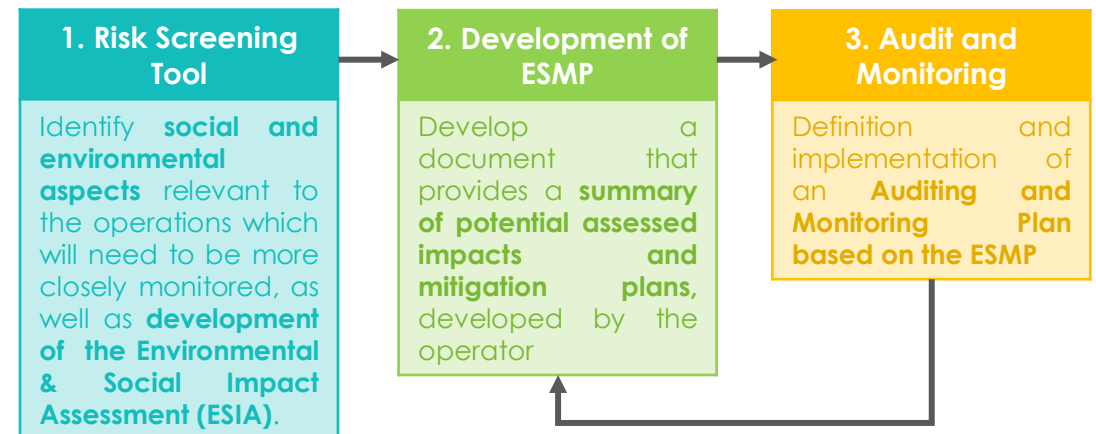 1. Risk Screening
Tool
Identify social and
environmental
aspects relevant to
the operations which
will need to be more
closely monitored, as
well as development
of the Environmental
& Social Impact
Assessment (ESIA).
2. Development of
ESMP
Develop a
document that
provides a summary
of potential assessed
impacts and
mitigation plans,
developed by the
operator
3. Audit and
Monitoring
Definition and
implementation of
an Auditing and
Monitoring Plan
based on the ESMP